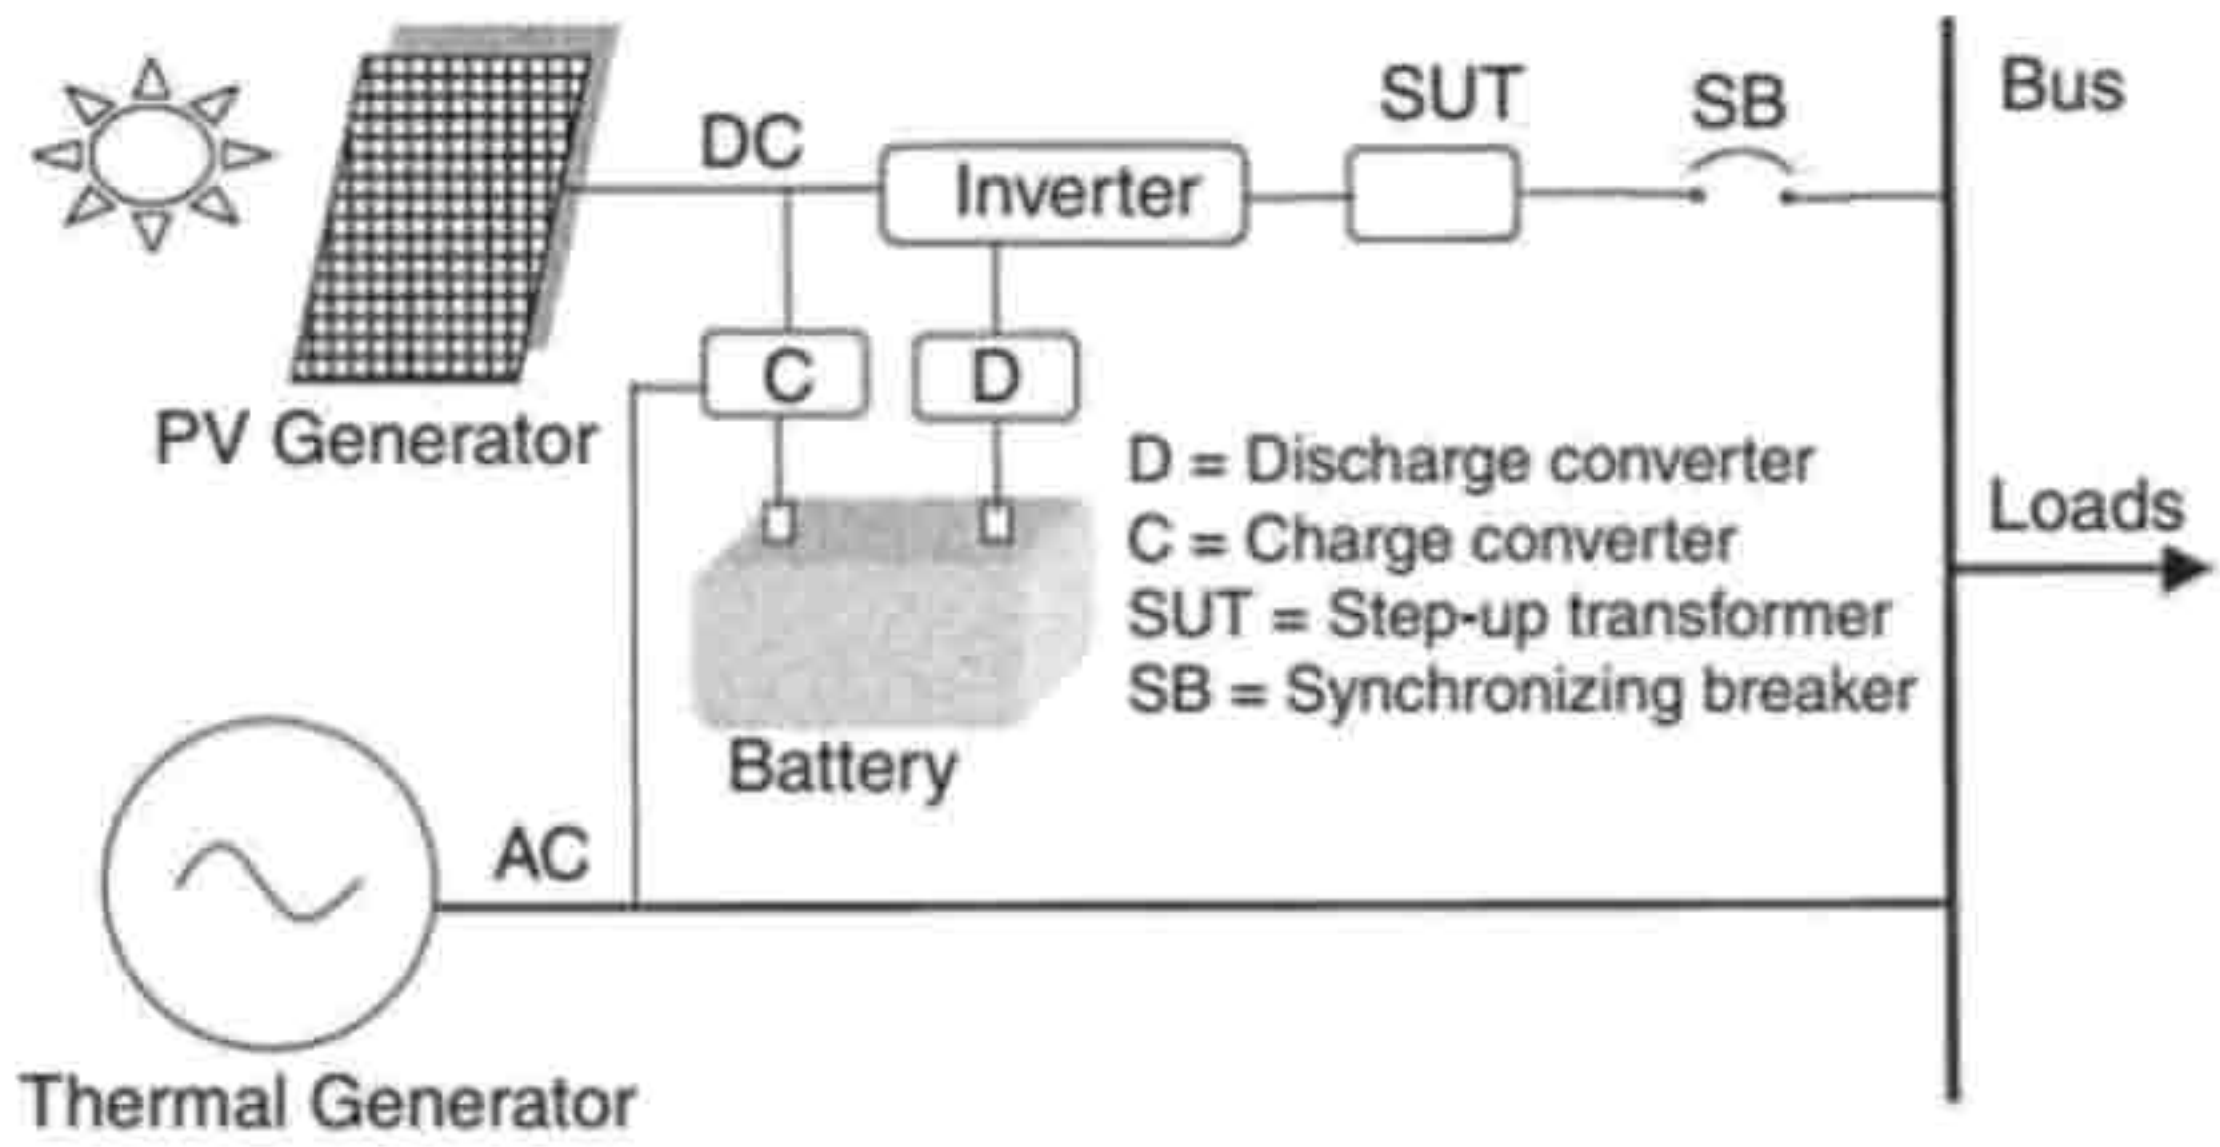 SUT
SB
Bus
DC
Inverter
C
D
PV Generator
D = Discharge converter
C = Charge converter
SUT = Step-up transformer
SB = Synchronizing breaker
Loads
Battery
AC
Thermal Generator